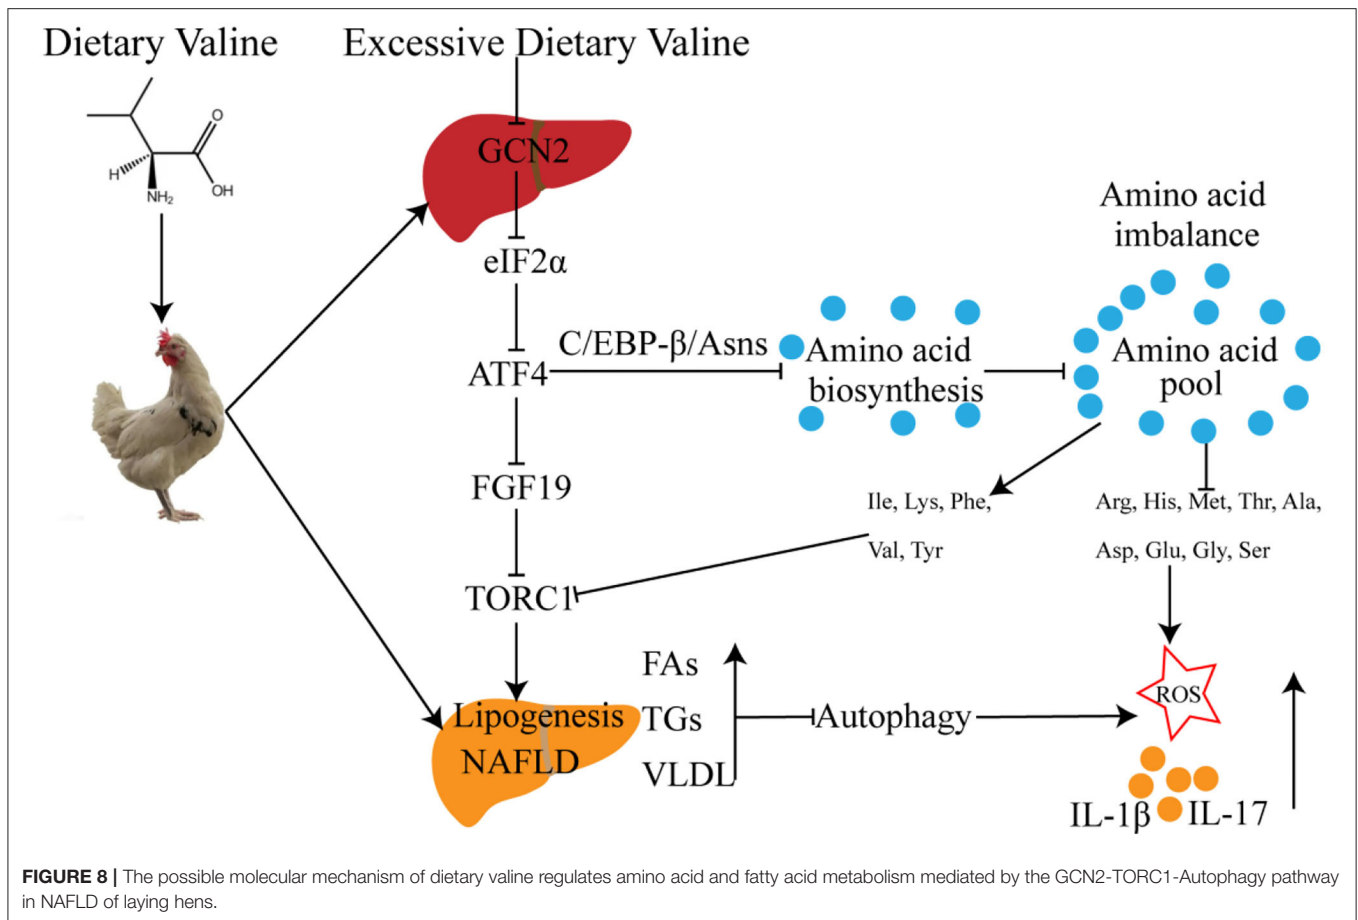 Dietary Valine
Excessive Dietary Valine
O
H
NH2
OH
GCN2
eIF2α
ATF4
C/EBP-β/Asns
FGF19
TORC1
Amino acid
biosynthesis
Amino acid
imbalance
Amino acid
pool
Ile, Lys, Phe,
Val, Tyr
Arg, His, Met, Thr, Ala,
Asp, Glu, Gly, Ser
Lipogenesis
NAFLD
FAs
TGs
VLDL
Autophagy
ROS
IL-1β
IL-17
FIGURE 8 | The possible molecular mechanism of dietary valine regulates amino acid and fatty acid metabolism mediated by the GCN2-TORC1-Autophagy pathway
in NAFLD of laying hens.